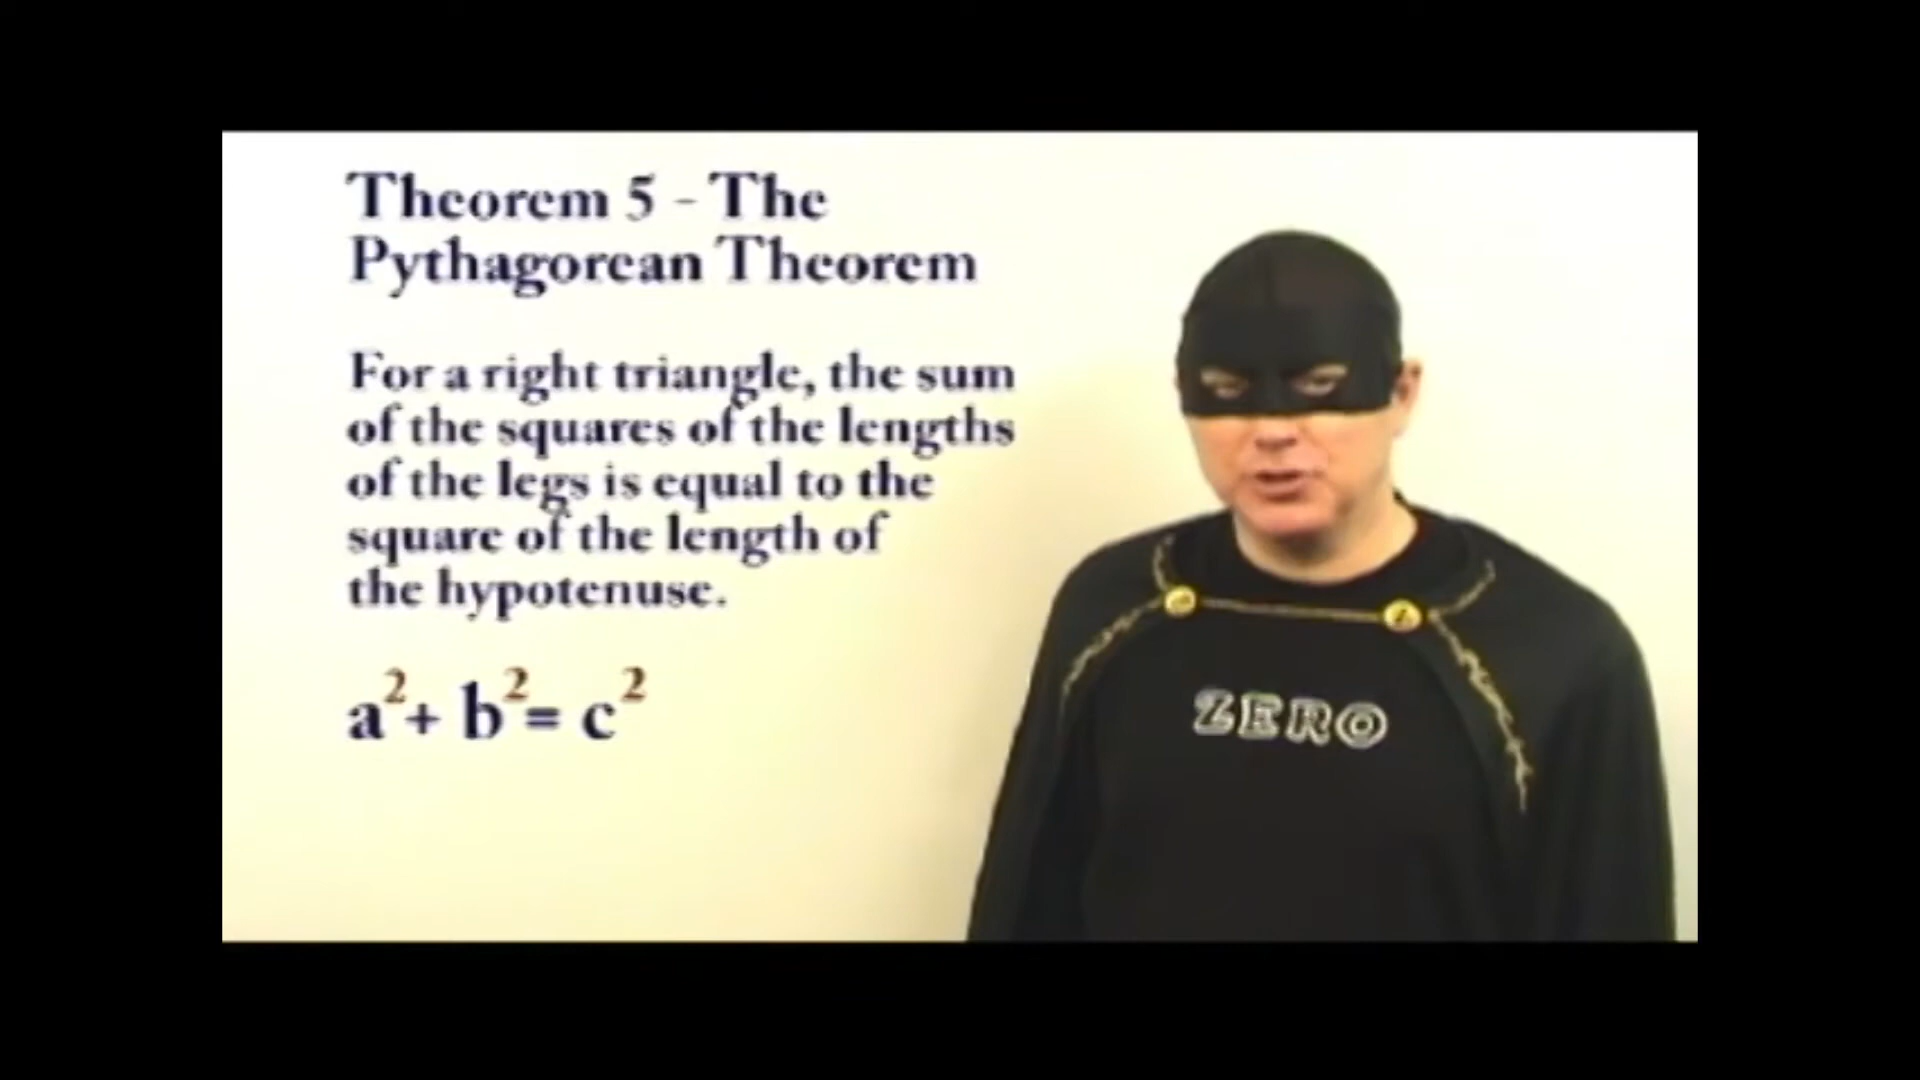 Theorem 5 - The
Pythagorean Theorem
For a right triangle, the sum
of the squares of the lengths
of the legs is equal to the
square of the length of
the hypotenuse.
a²+ b²= c²
ZERO